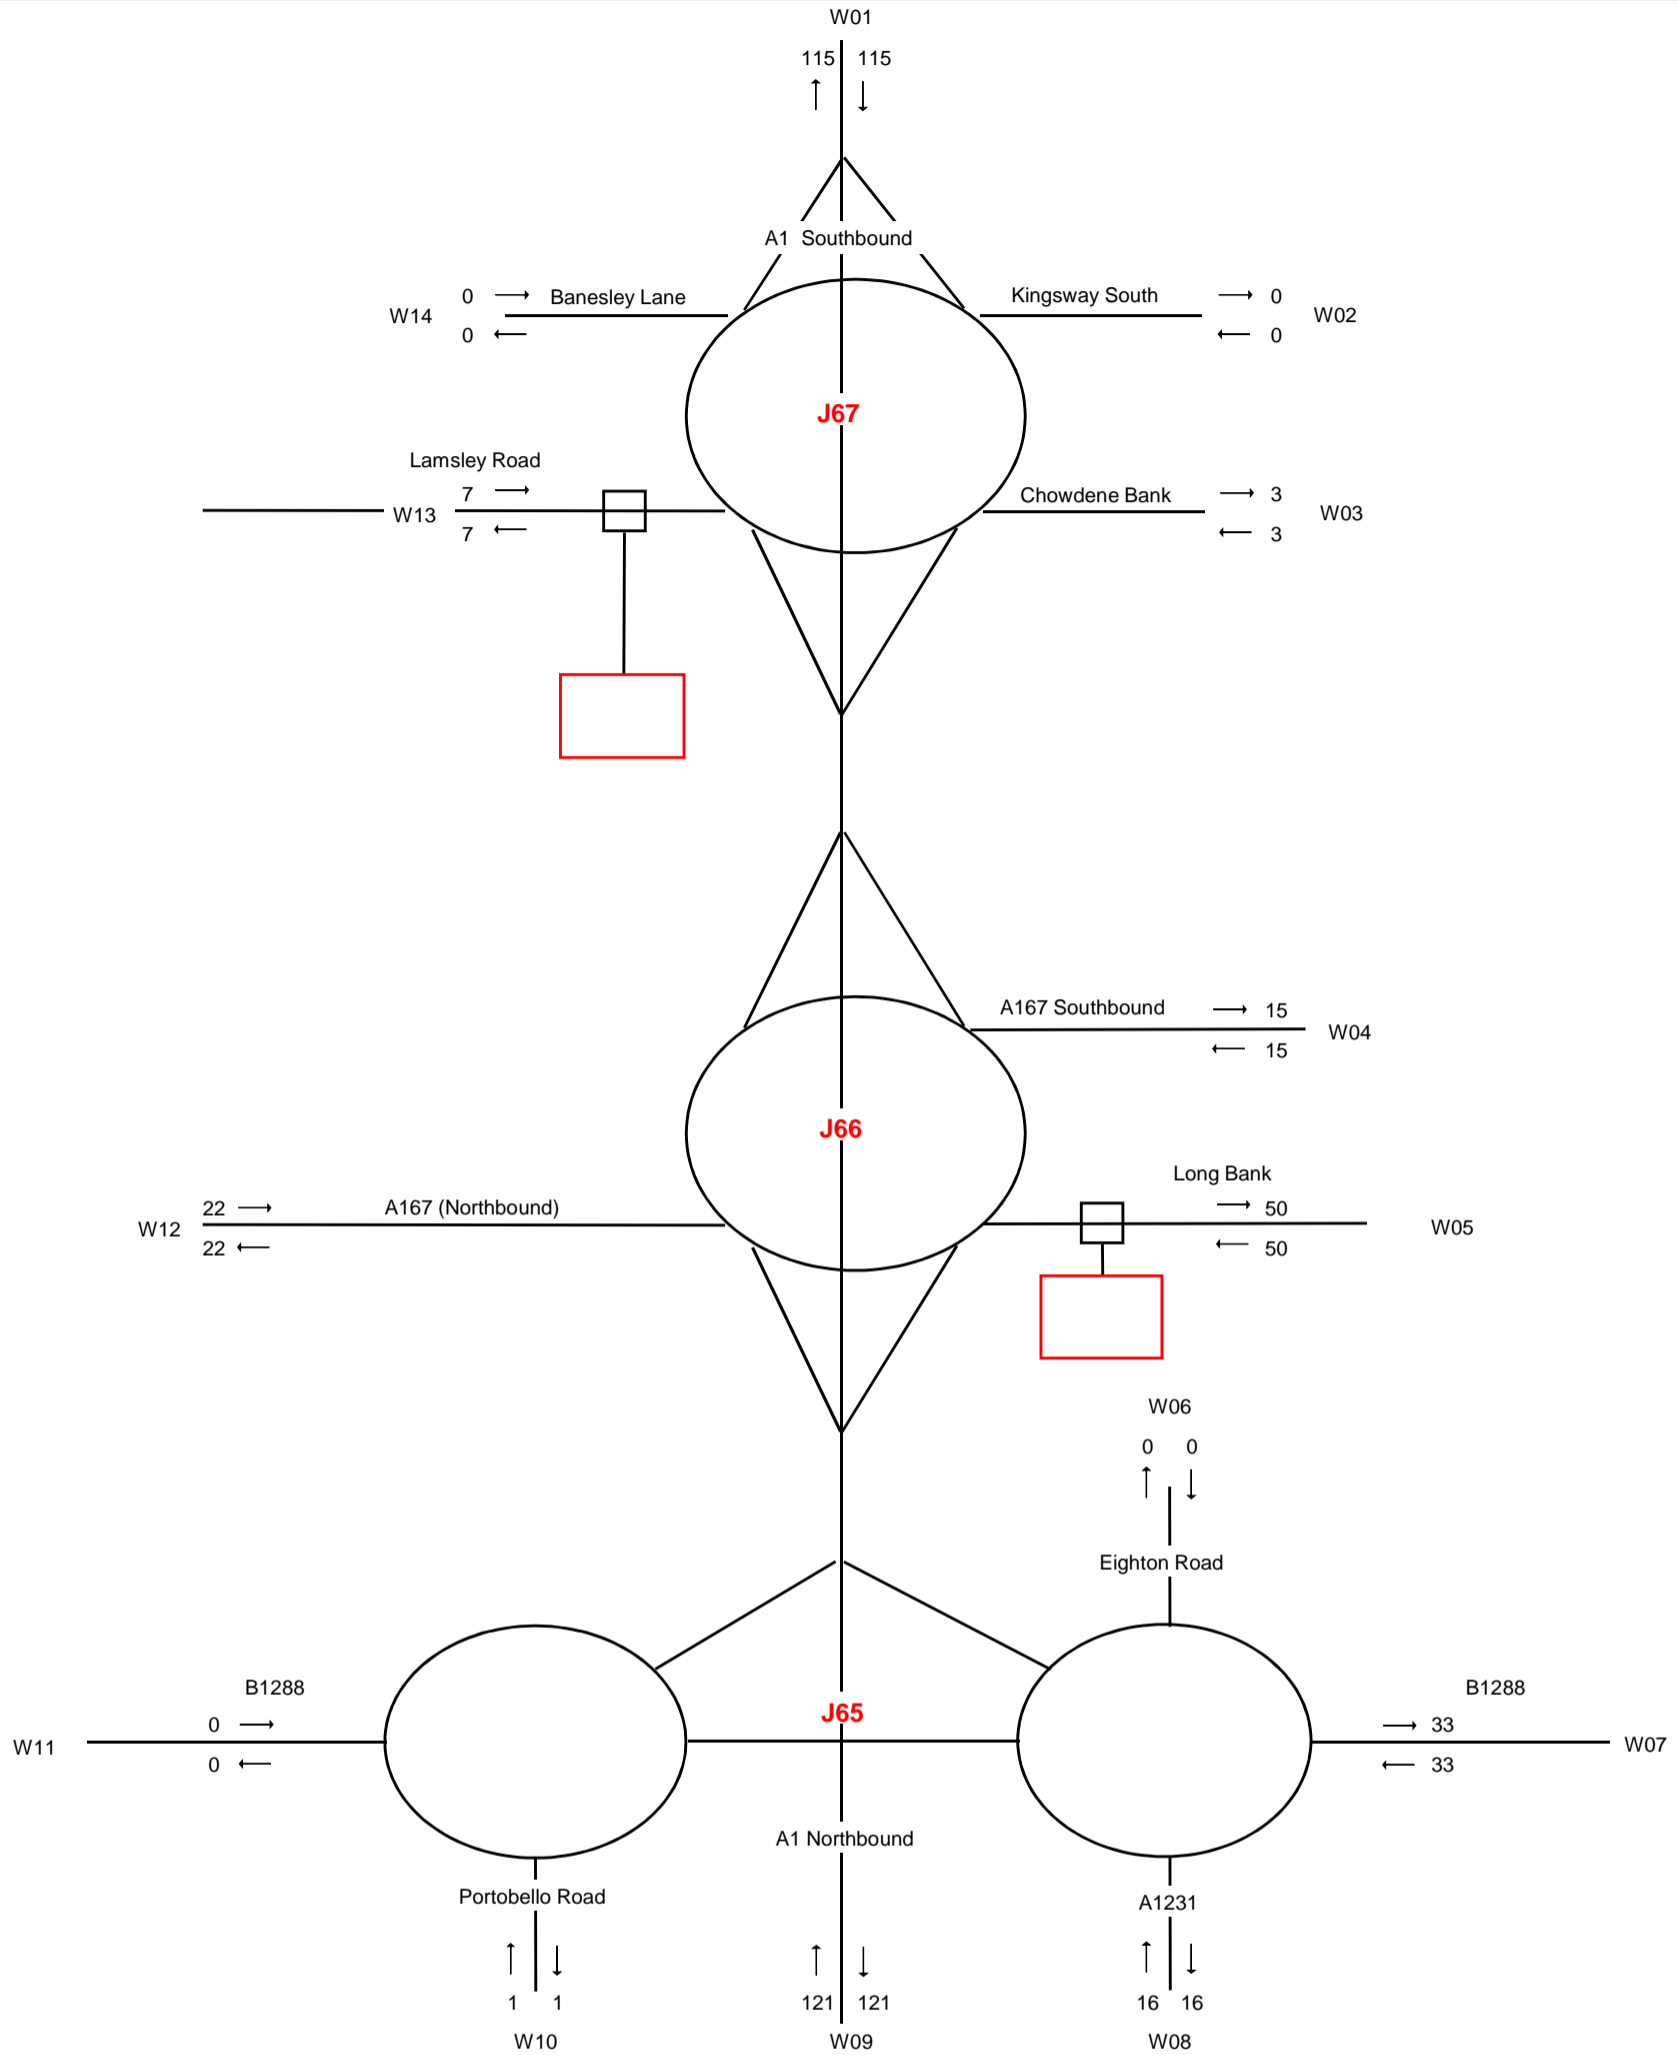 W01
115 115
A1 Southbound
0 Banesley Lane Kingsway South 0
W14 W02
0 0
J67
Lamsley Road
7 Chowdene Bank 3
W13 W03
7 3
A167 Southbound 15
W04
15
J66
Long Bank
22 A167 (Northbound) 50
W12 W05
22 50
W06
0 0
Eighton Road
B1288 B1288
J65
0 33
W11 W07
0 33
A1 Northbound
Portobello Road A1231
1 1 121 121 16 16
W10 W09 W08